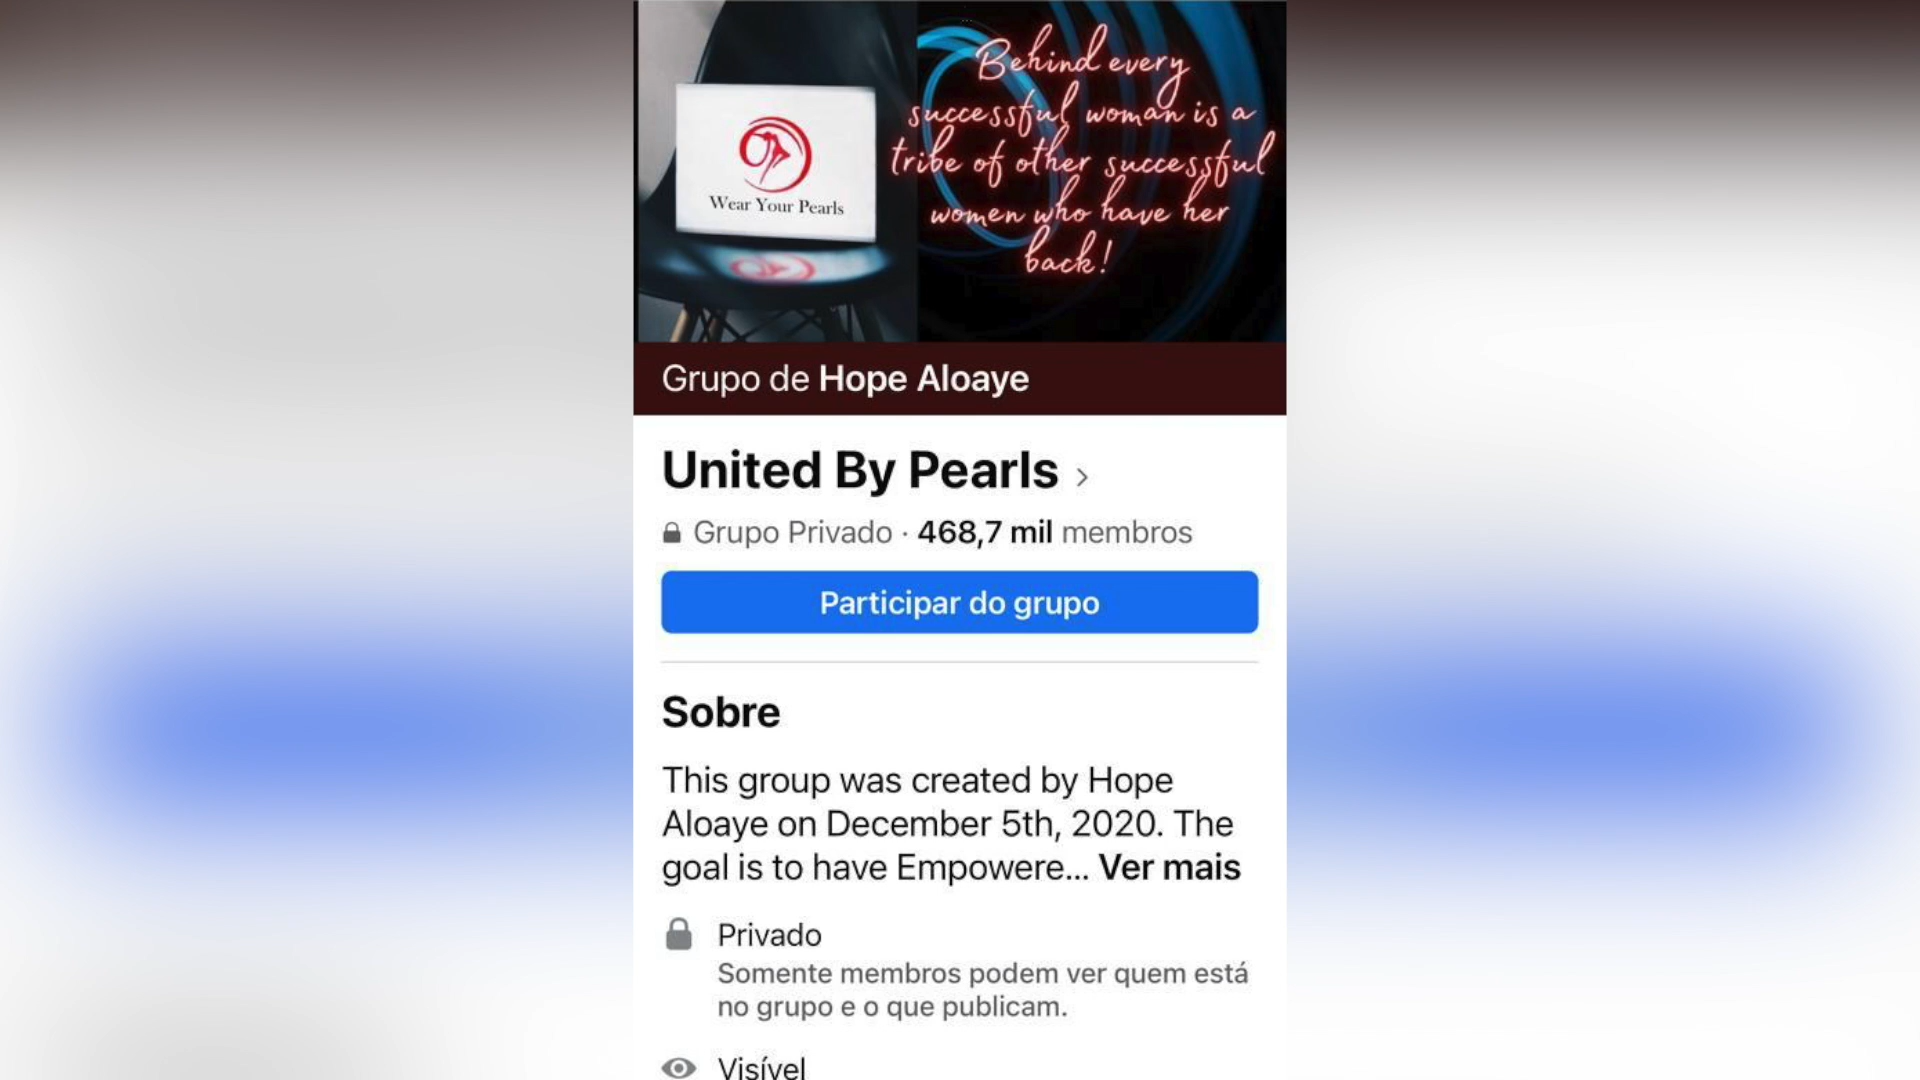 Behind every
successful woman is a
tribe of other successful
women who have her
back!
Wear Your Pearls
Grupo de Hope Aloaye
United By Pearls
Grupo Privado · 468,7 mil membros
Participar do grupo
Sobre
This group was created by Hope
Aloaye on December 5th, 2020. The
goal is to have Empowere... Ver mais
Privado
Somente membros podem ver quem está
no grupo e o que publicam.
Visível